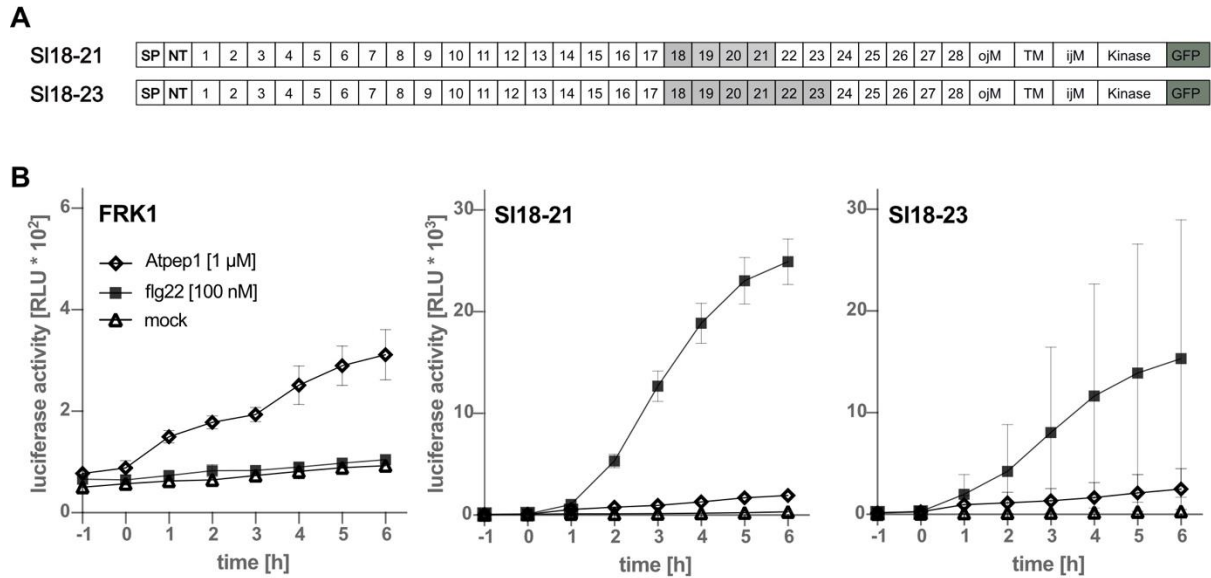 A
Sl18-21 SP NT 1 2 3 4 5 6 7 8 9 10 11 12 13 14 15 16 17 18 19 20 21 22 23 24 25 26 27 28 ojM TM ijM Kinase GFP
Sl18-23 SP NT 1 2 3 4 5 6 7 8 9 10 11 12 13 14 15 16 17 18 19 20 21 22 23 24 25 26 27 28 ojM TM ijM Kinase GFP
B
FRK1
Atpep1 [1 µM]
flg22 [100 nM]
mock
luciferase activity [RLU * 10²]
6
4
2
0
-1 0 1 2 3 4 5 6
time [h]
Sl18-21
luciferase activity [RLU * 10³]
30
20
10
0
-1 0 1 2 3 4 5 6
time [h]
Sl18-23
30
20
10
0
-1 0 1 2 3 4 5 6
time [h]